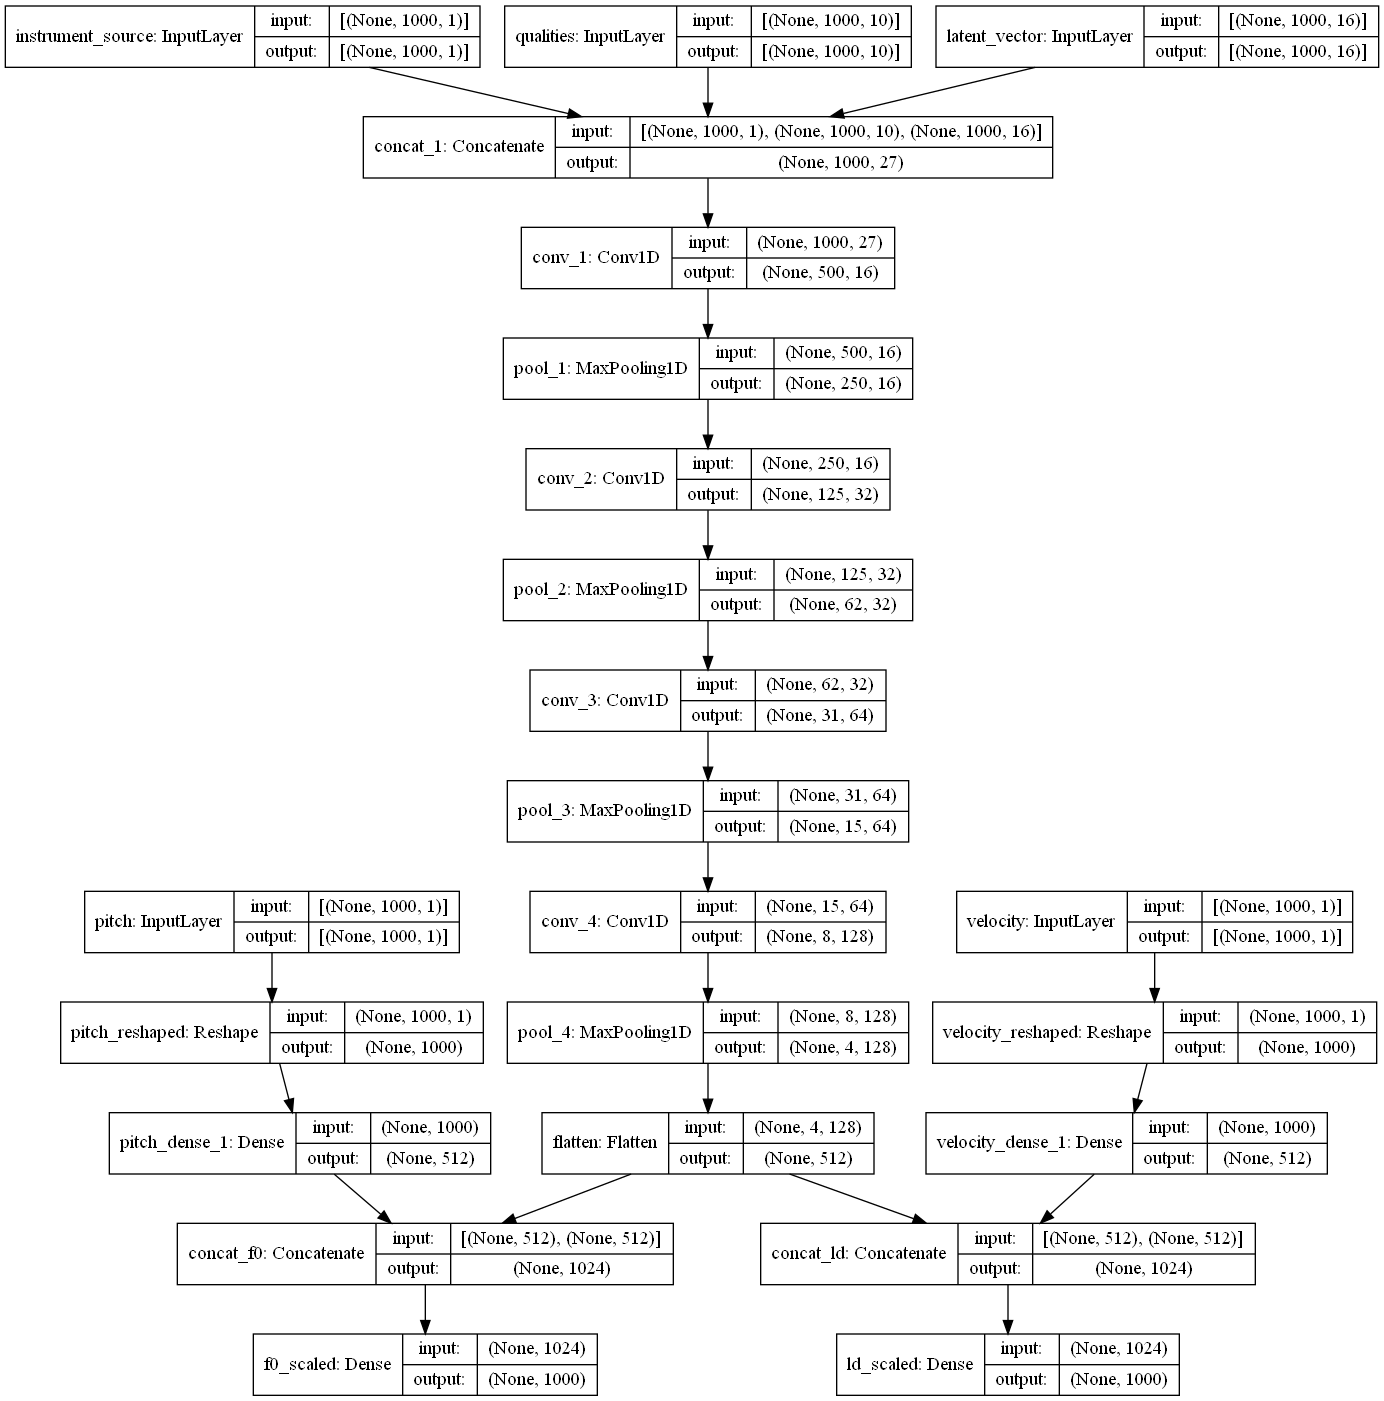 instrument_source: InputLayer
input: [(None, 1000, 1)]
output: [(None, 1000, 1)]
qualities: InputLayer
input: [(None, 1000, 10)]
output: [(None, 1000, 10)]
latent_vector: InputLayer
input: [(None, 1000, 16)]
output: [(None, 1000, 16)]
concat_1: Concatenate
input: [(None, 1000, 1), (None, 1000, 10), (None, 1000, 16)]
output: (None, 1000, 27)
conv_1: Conv1D
input: (None, 1000, 27)
output: (None, 500, 16)
pool_1: MaxPooling1D
input: (None, 500, 16)
output: (None, 250, 16)
conv_2: Conv1D
input: (None, 250, 16)
output: (None, 125, 32)
pool_2: MaxPooling1D
input: (None, 125, 32)
output: (None, 62, 32)
conv_3: Conv1D
input: (None, 62, 32)
output: (None, 31, 64)
pool_3: MaxPooling1D
input: (None, 31, 64)
output: (None, 15, 64)
pitch: InputLayer
input: [(None, 1000, 1)]
output: [(None, 1000, 1)]
conv_4: Conv1D
input: (None, 15, 64)
output: (None, 8, 128)
velocity: InputLayer
input: [(None, 1000, 1)]
output: [(None, 1000, 1)]
pitch_reshaped: Reshape
input: (None, 1000, 1)
output: (None, 1000)
pool_4: MaxPooling1D
input: (None, 8, 128)
output: (None, 4, 128)
velocity_reshaped: Reshape
input: (None, 1000, 1)
output: (None, 1000)
pitch_dense_1: Dense
input: (None, 1000)
output: (None, 512)
flatten: Flatten
input: (None, 4, 128)
output: (None, 512)
velocity_dense_1: Dense
input: (None, 1000)
output: (None, 512)
concat_f0: Concatenate
input: [(None, 512), (None, 512)]
output: (None, 1024)
concat_ld: Concatenate
input: [(None, 512), (None, 512)]
output: (None, 1024)
f0_scaled: Dense
input: (None, 1024)
output: (None, 1000)
ld_scaled: Dense
input: (None, 1024)
output: (None, 1000)